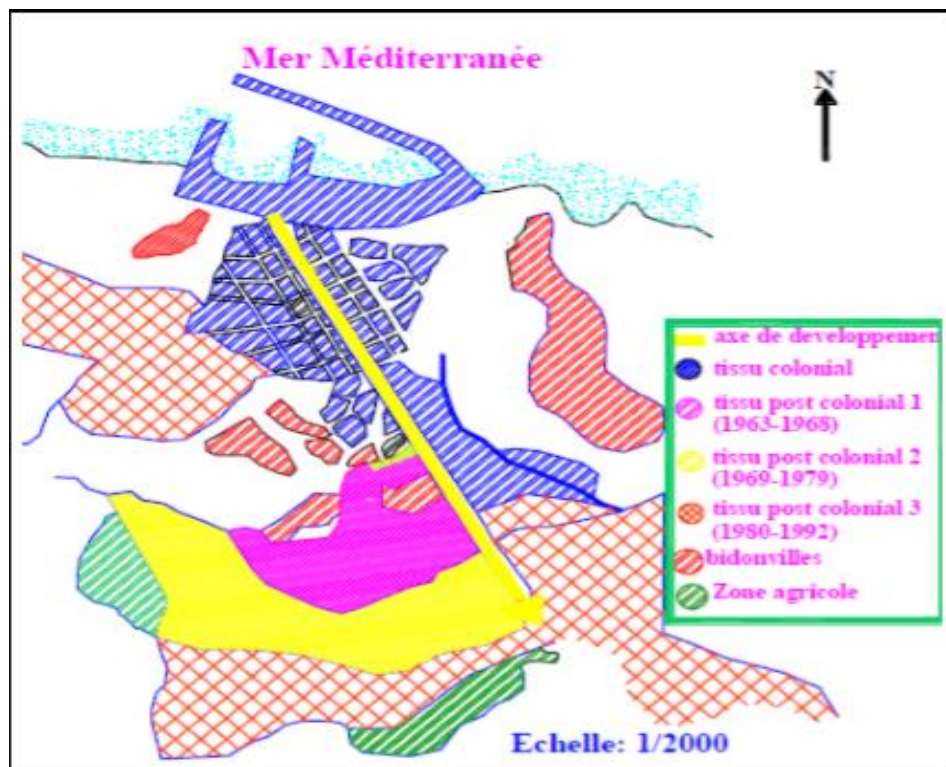 Mer Méditerranée
N
axe de developpemen
tissu colonial
tissu post colonial 1
(1963-1968)
tissu post colonial 2
(1969-1979)
tissu post colonial 3
(1980-1992)
bidonvilles
Zone agricole
Echelle: 1/2000